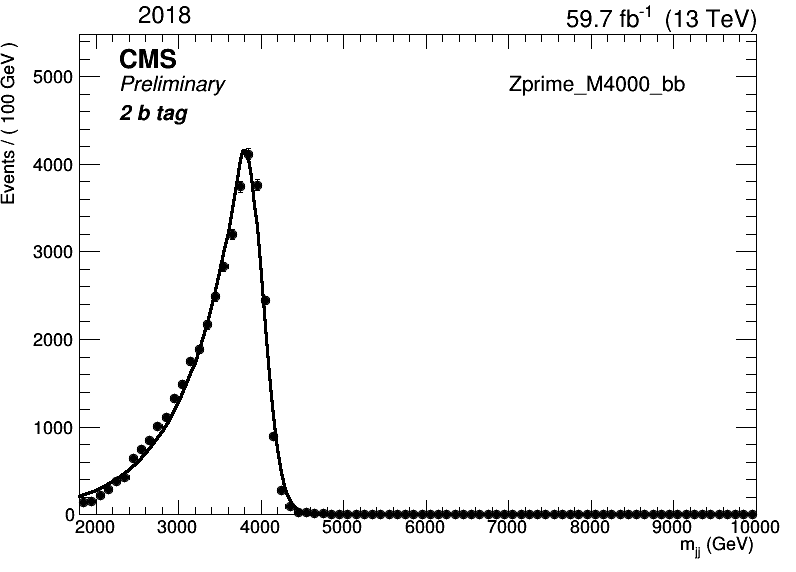 2018
59.7 fb⁻¹ (13 TeV)
CMS
Preliminary
2 b tag
Zprime_M4000_bb
Events / ( 100 GeV )
5000
4000
3000
2000
1000
0
2000 3000 4000 5000 6000 7000 8000 9000 10000
m_jj (GeV)